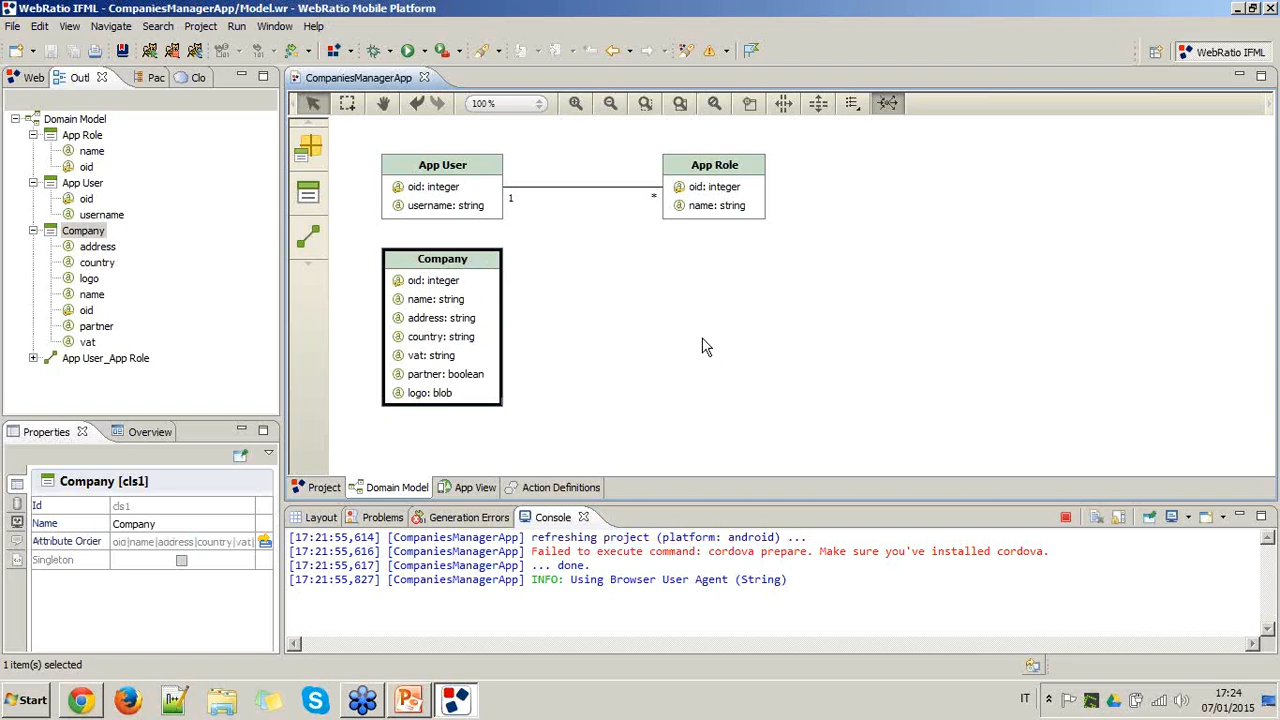 WebRatio IFML - CompaniesManagerApp/Model.wr - WebRatio Mobile Platform
File Edit View Navigate Search Project Run Window Help
WebRatio IFML
Web Outl Pac Clo
CompaniesManagerApp
100%
Domain Model
App Role
name
oid
App User
oid
username
Company
address
country
logo
name
oid
partner
vat
App User_App Role
App User
oid: integer
username: string
1
*
App Role
oid: integer
name: string
Company
oid: integer
name: string
address: string
country: string
vat: string
partner: boolean
logo: blob
Project Domain Model App View Action Definitions
Properties Overview
Company [cls1]
Id cls1
Name Company
Attribute Order oid|name|address|country|vat|
Singleton
Layout Problems Generation Errors Console
[17:21:55,614] [CompaniesManagerApp] refreshing project (platform: android) ...
[17:21:55,616] [CompaniesManagerApp] Failed to execute command: cordova prepare. Make sure you've installed cordova.
[17:21:55,617] [CompaniesManagerApp] ... done.
[17:21:55,827] [CompaniesManagerApp] INFO: Using Browser User Agent (String)
1 item(s) selected
Start
IT
17:24
07/01/2015